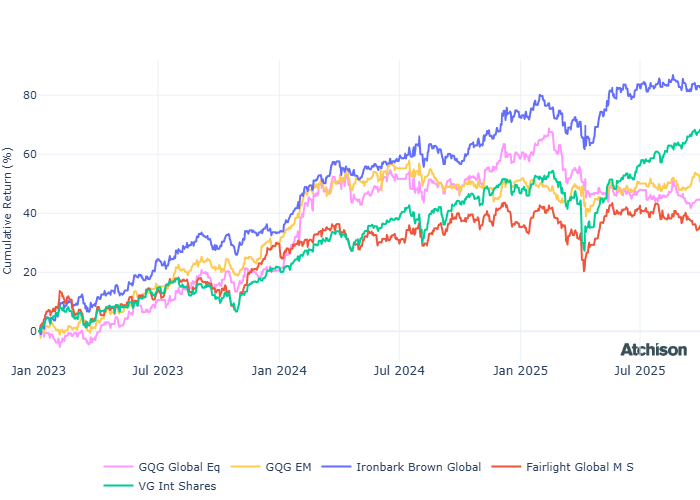 Cumulative Return (%)
80
60
40
20
0
Atchison
Jan 2023 Jul 2023 Jan 2024 Jul 2024 Jan 2025 Jul 2025
GQG Global Eq GQG EM Ironbark Brown Global Fairlight Global M S
VG Int Shares